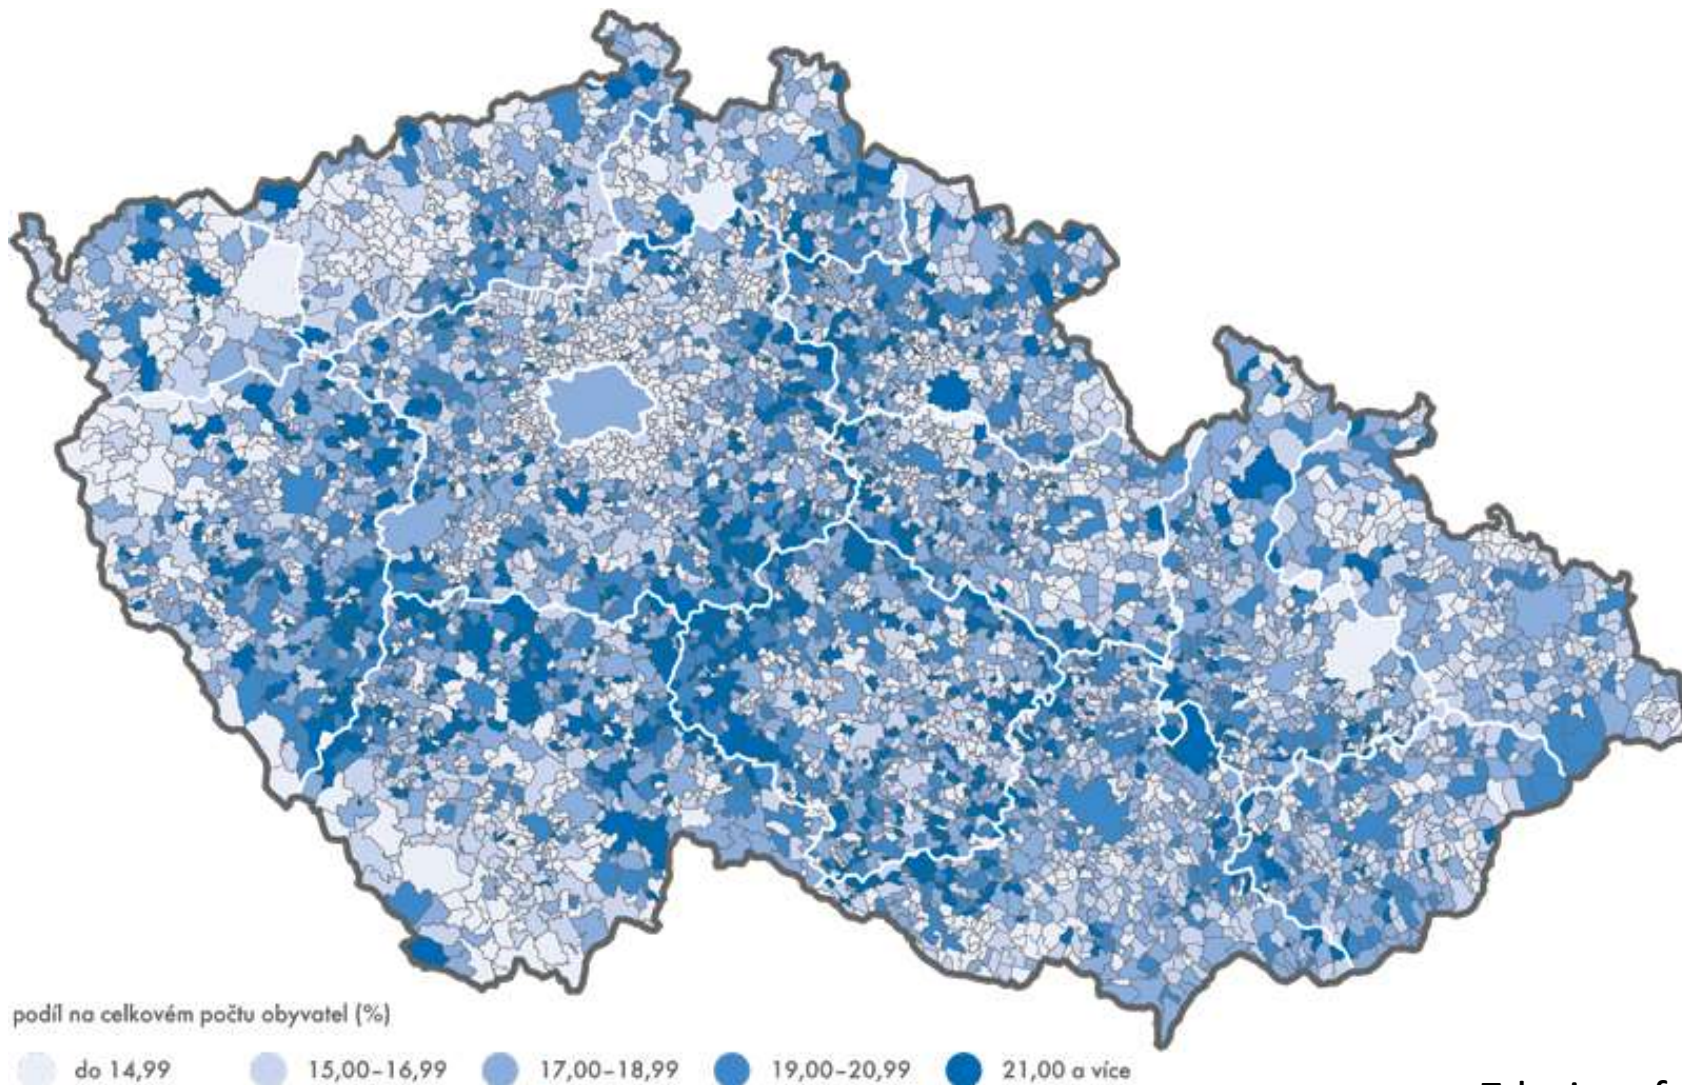 podíl na celkovém počtu obyvatel (%)
do 14,99 15,00–16,99 17,00–18,99 19,00–20,99 21,00 a více